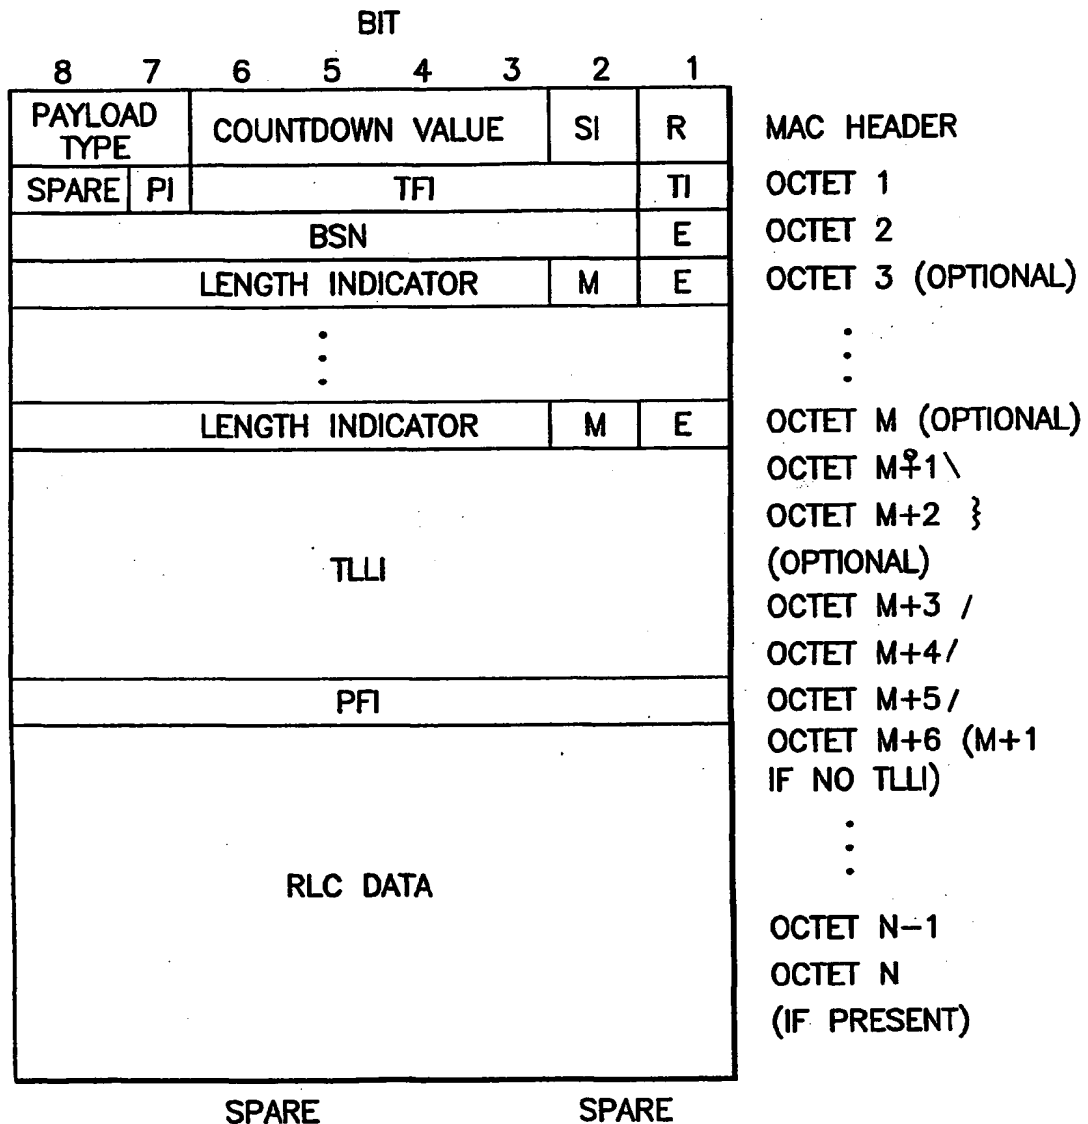 BIT
8 7 6 5 4 3 2 1
PAYLOAD TYPE COUNTDOWN VALUE SI R MAC HEADER
SPARE PI TFI TI OCTET 1
BSN E OCTET 2
LENGTH INDICATOR M E OCTET 3 (OPTIONAL)
LENGTH INDICATOR M E OCTET M (OPTIONAL)
OCTET M+1 \
OCTET M+2 }
TLLI (OPTIONAL)
OCTET M+3 /
OCTET M+4 /
PFI OCTET M+5 /
OCTET M+6 (M+1
IF NO TLLI)
RLC DATA
OCTET N-1
OCTET N
(IF PRESENT)
SPARE SPARE